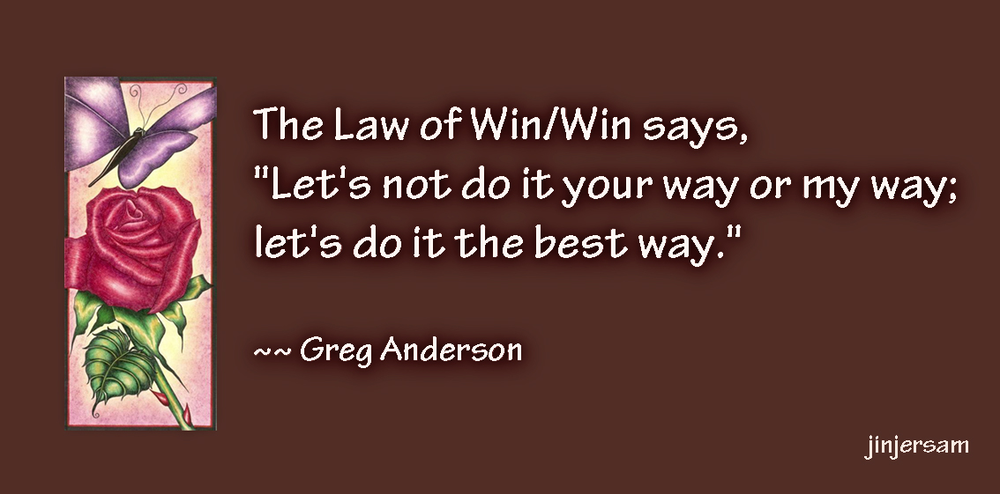 The Law of Win/Win says,
"Let's not do it your way or my way;
let's do it the best way."
~~ Greg Anderson
jinjersam